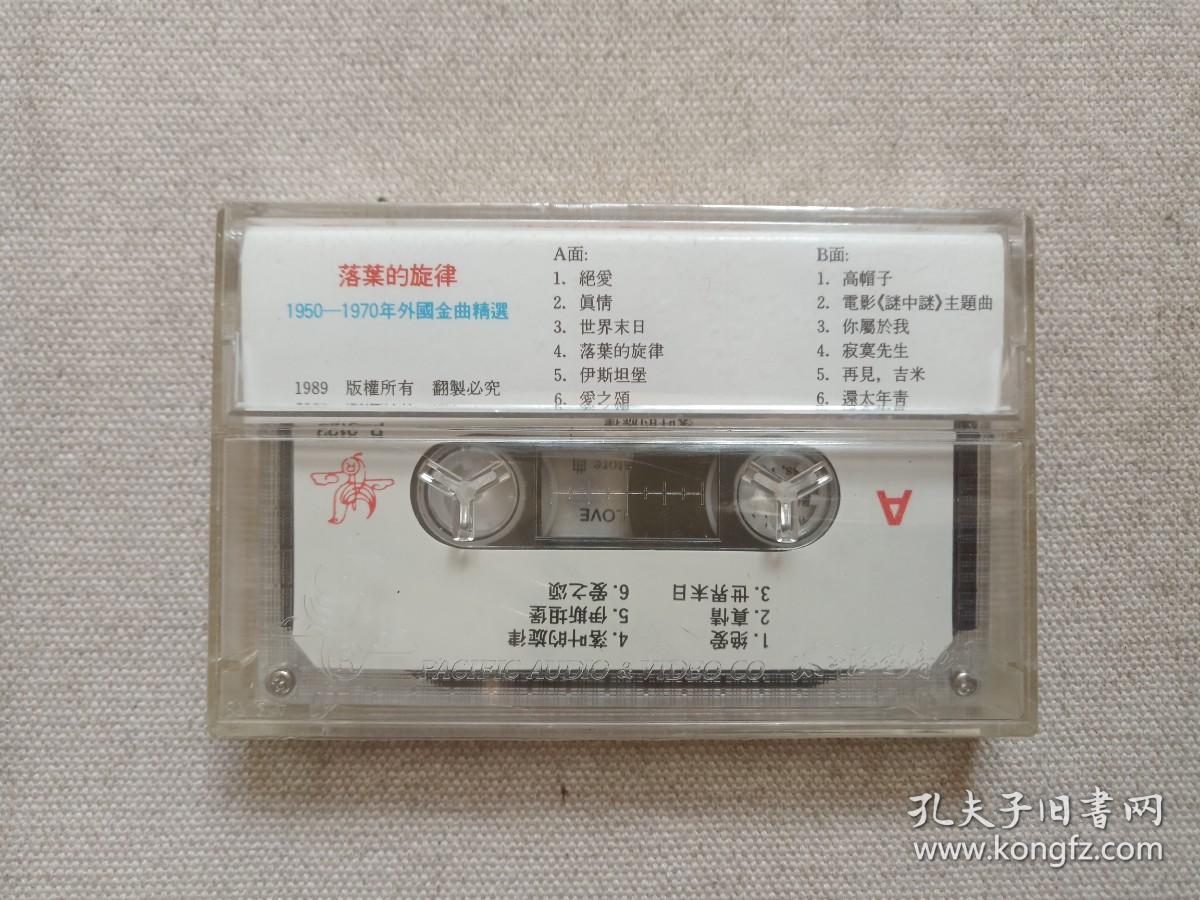 落葉的旋律
1950—1970年外國金曲精選
1989 版權所有 翻製必究
A面:
1. 絕愛
2. 眞情
3. 世界末日
4. 落葉的旋律
5. 伊斯坦堡
6. 愛之頌
B面:
1. 高帽子
2. 電影《謎中謎》主題曲
3. 你屬於我
4. 寂寞先生
5. 再見，吉米
6. 還太年靑
A
LOVE
1. 绝爱
2. 真情
3. 世界末日
4. 落叶的旋律
5. 伊斯坦堡
6. 爱之颂
PACIFIC AUDIO & VIDEO CO
孔夫子旧书网
www.kongfz.com